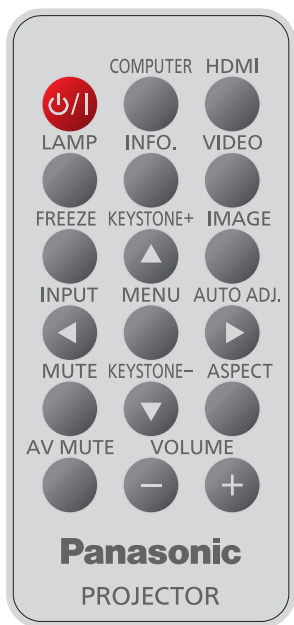 COMPUTER HDMI
⏻/I
LAMP INFO. VIDEO
FREEZE KEYSTONE+ IMAGE
INPUT MENU AUTO ADJ.
MUTE KEYSTONE− ASPECT
AV MUTE VOLUME
− +
Panasonic
PROJECTOR